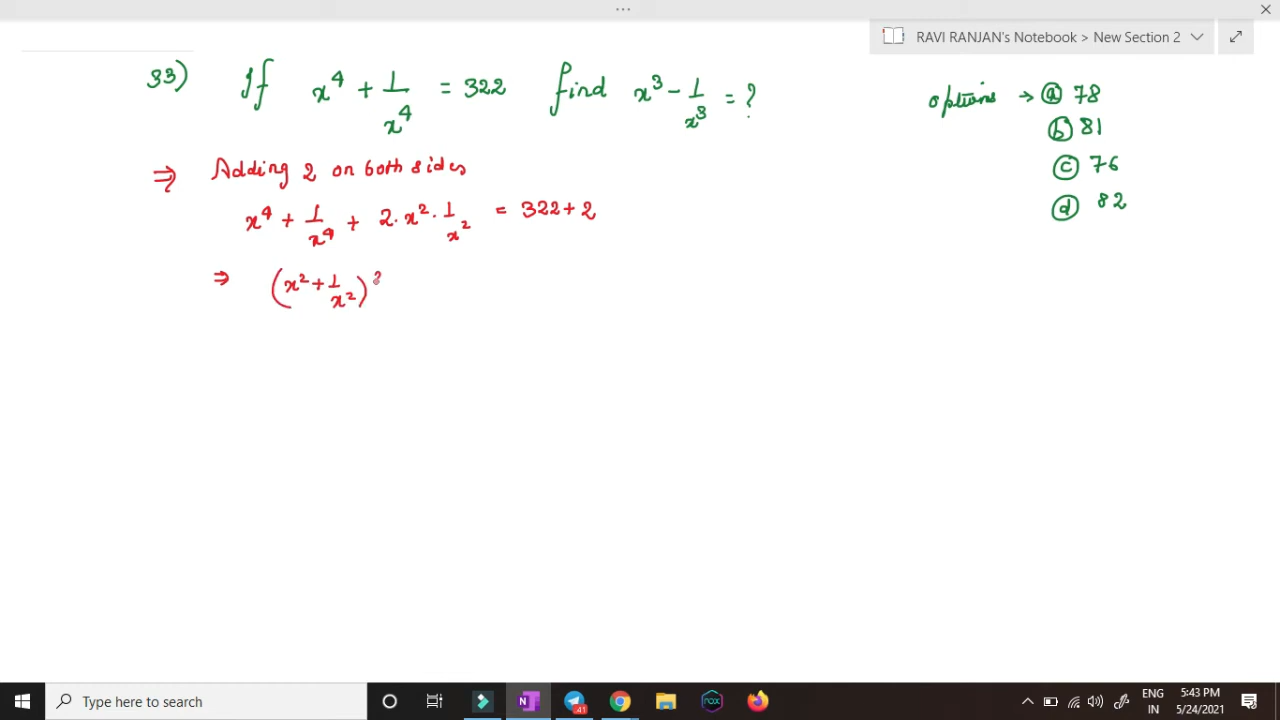 ...
RAVI RANJAN's Notebook > New Section 2
33) If x⁴ + 1/x⁴ = 322 find x³ - 1/x³ = ?
options → (a) 78
(b) 81
(c) 76
(d) 82
⇒ Adding 2 on both sides
x⁴ + 1/x⁴ + 2·x²·1/x² = 322+2
⇒ (x² + 1/x²)²
Type here to search
41
N
nox
ENG
IN
5:43 PM
5/24/2021